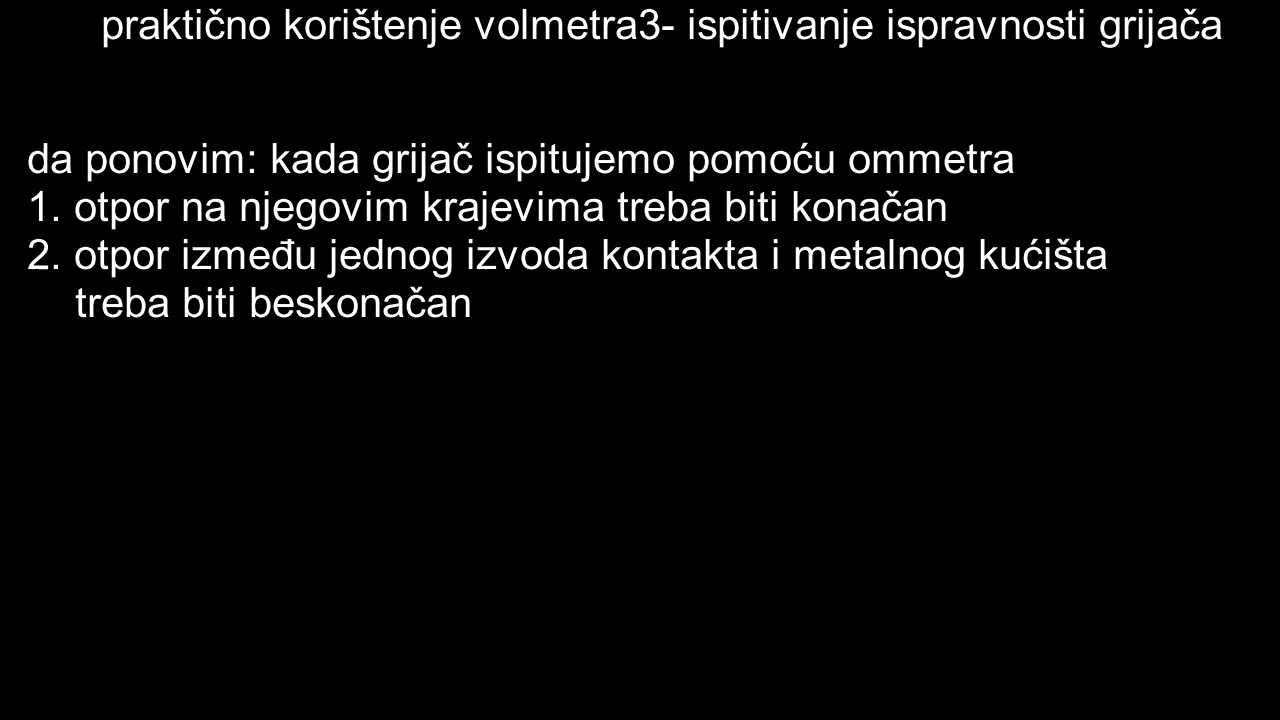 praktično korištenje volmetra3- ispitivanje ispravnosti grijača
da ponovim: kada grijač ispitujemo pomoću ommetra
1. otpor na njegovim krajevima treba biti konačan
2. otpor između jednog izvoda kontakta i metalnog kućišta
treba biti beskonačan